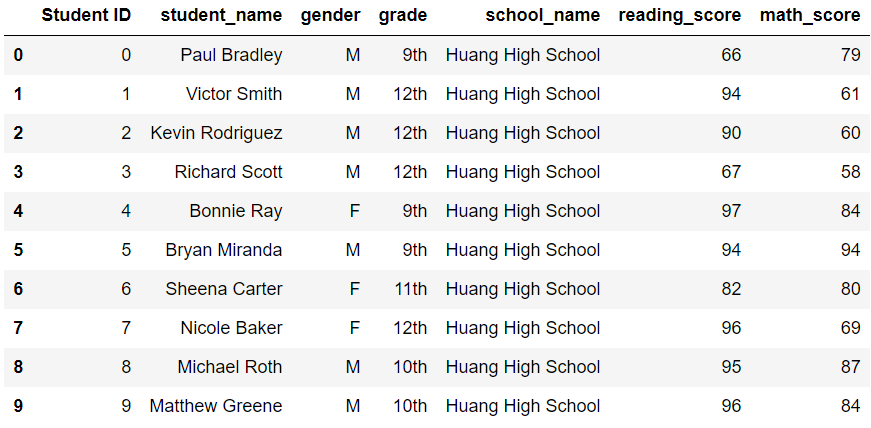 Student ID student_name gender grade school_name reading_score math_score
0 0 Paul Bradley M 9th Huang High School 66 79
1 1 Victor Smith M 12th Huang High School 94 61
2 2 Kevin Rodriguez M 12th Huang High School 90 60
3 3 Richard Scott M 12th Huang High School 67 58
4 4 Bonnie Ray F 9th Huang High School 97 84
5 5 Bryan Miranda M 9th Huang High School 94 94
6 6 Sheena Carter F 11th Huang High School 82 80
7 7 Nicole Baker F 12th Huang High School 96 69
8 8 Michael Roth M 10th Huang High School 95 87
9 9 Matthew Greene M 10th Huang High School 96 84